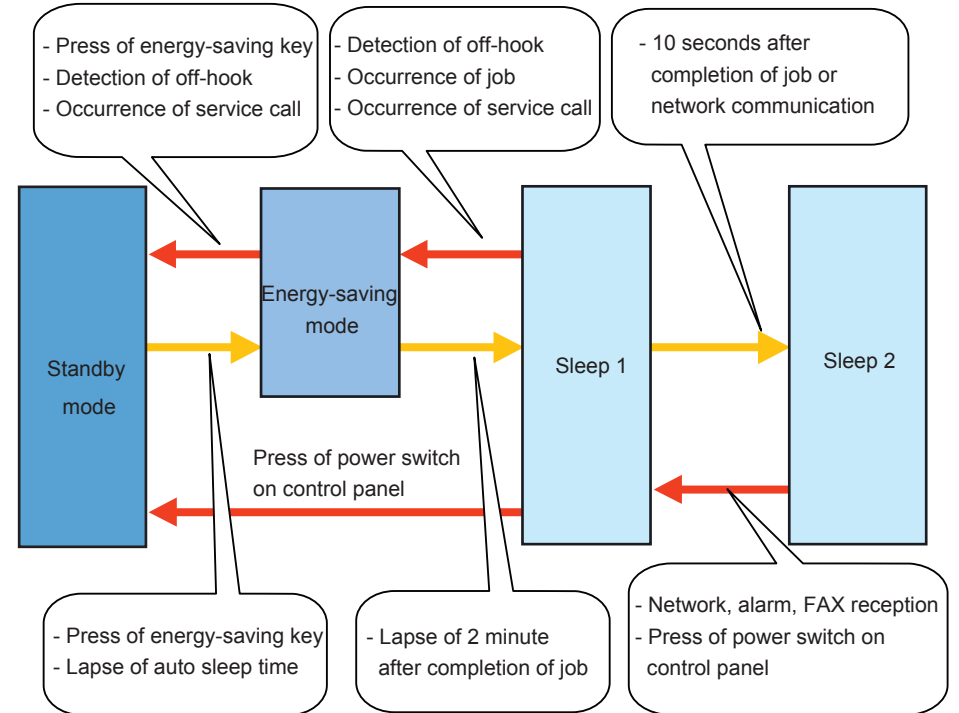 - Press of energy-saving key
- Detection of off-hook
- Occurrence of service call
- Detection of off-hook
- Occurrence of job
- Occurrence of service call
- 10 seconds after
completion of job or
network communication
Standby
mode
Energy-saving
mode
Sleep 1
Sleep 2
Press of power switch
on control panel
- Press of energy-saving key
- Lapse of auto sleep time
- Lapse of 2 minute
after completion of job
- Network, alarm, FAX reception
- Press of power switch on
control panel